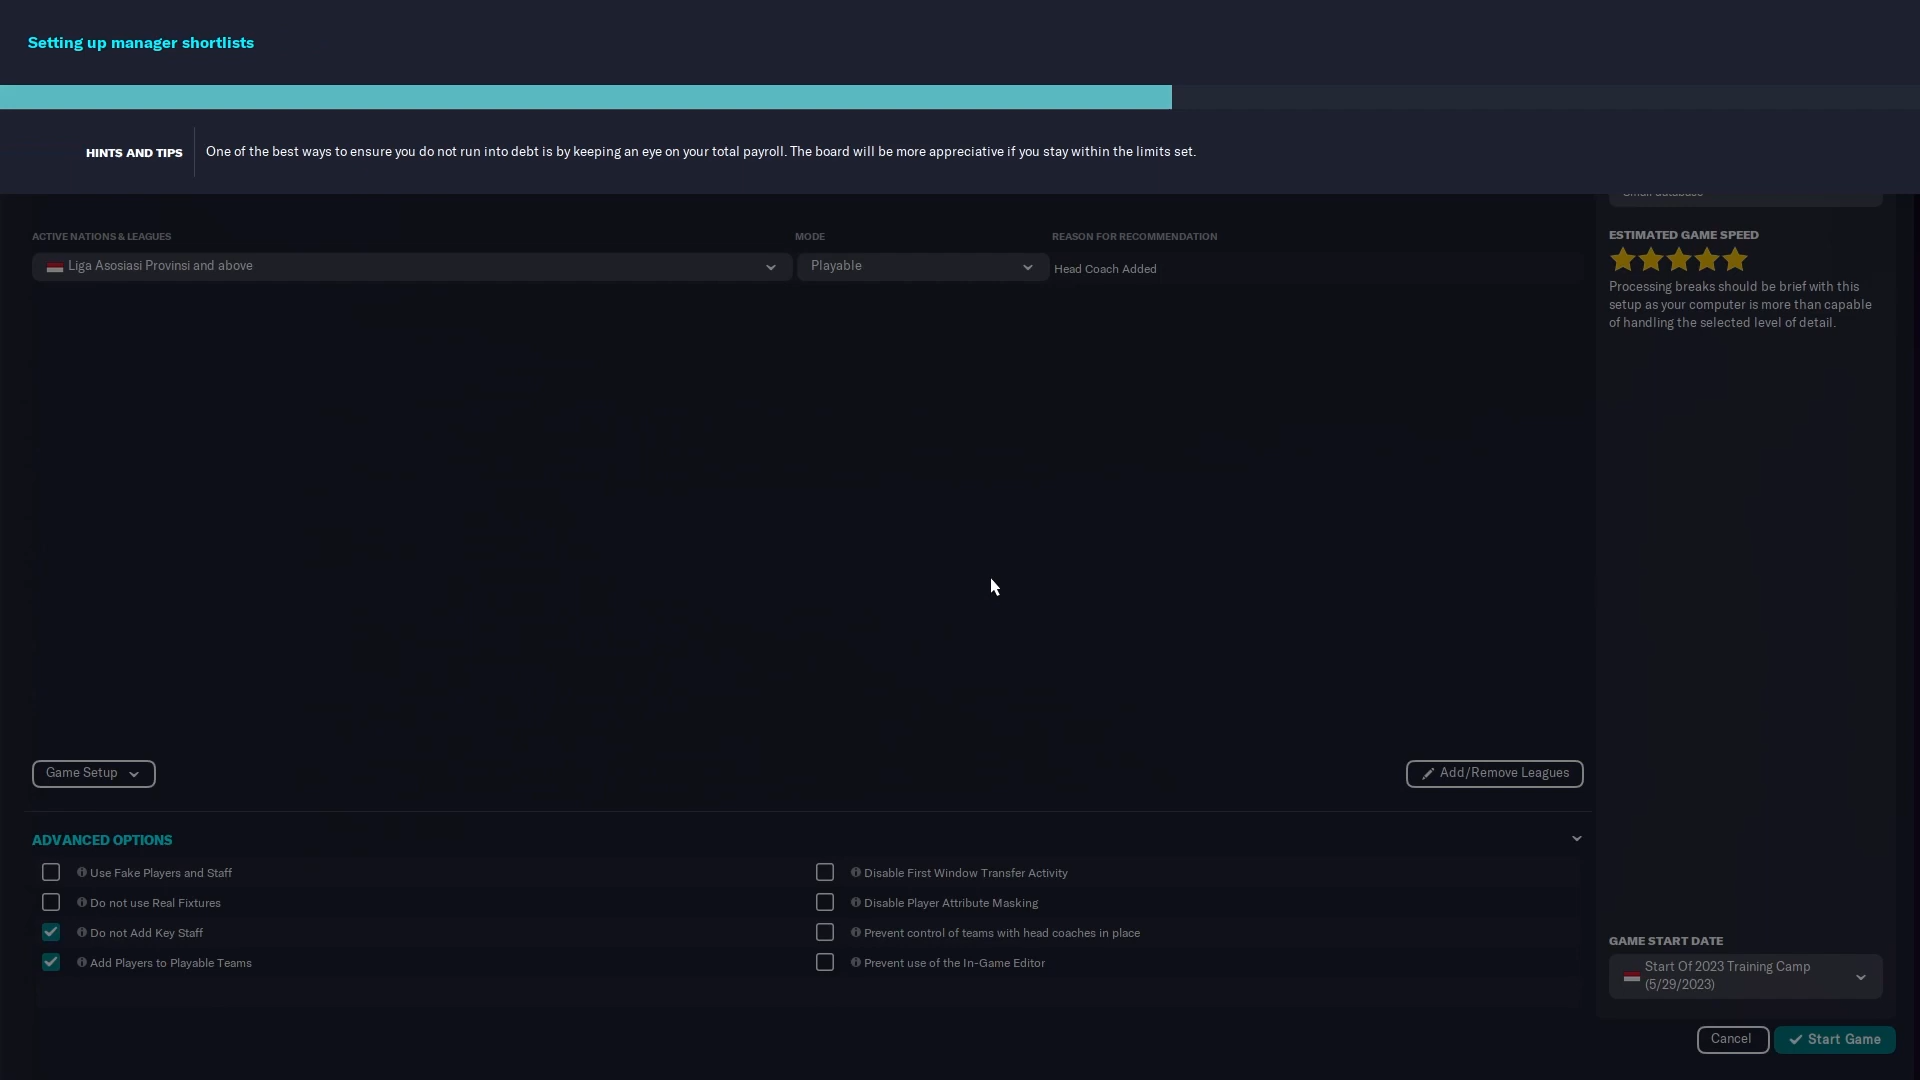 Setting up manager shortlists
HINTS AND TIPS
One of the best ways to ensure you do not run into debt is by keeping an eye on your total payroll. The board will be more appreciative if you stay within the limits set.
ACTIVE NATIONS & LEAGUES
MODE
REASON FOR RECOMMENDATION
Liga Asosiasi Provinsi and above
Playable
Head Coach Added
Game Setup
Add/Remove Leagues
ADVANCED OPTIONS
Use Fake Players and Staff
Disable First Window Transfer Activity
Do not use Real Fixtures
Disable Player Attribute Masking
Do not Add Key Staff
Prevent control of teams with head coaches in place
Add Players to Playable Teams
Prevent use of the In-Game Editor
ESTIMATED GAME SPEED
Processing breaks should be brief with this
setup as your computer is more than capable
of handling the selected level of detail.
GAME START DATE
Start Of 2023 Training Camp
(5/29/2023)
Cancel
Start Game